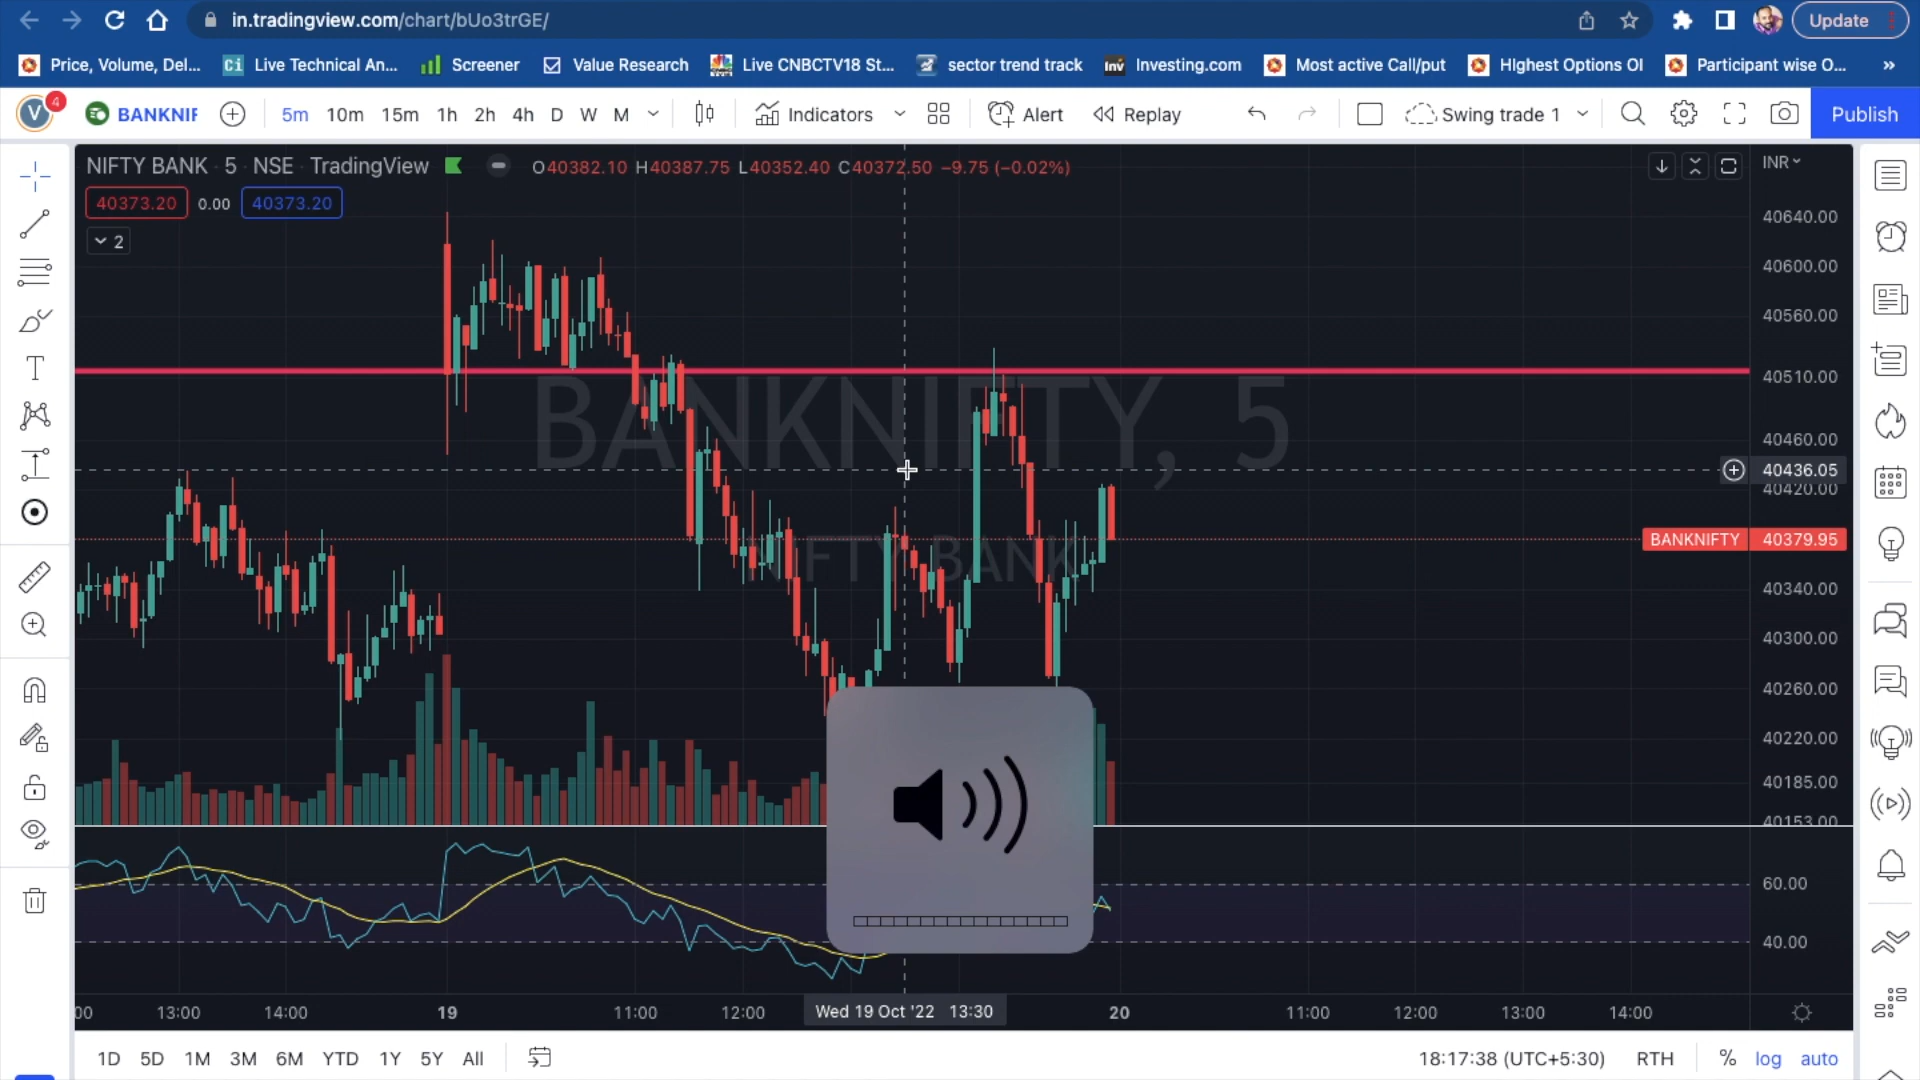 in.tradingview.com/chart/bUo3trGE/
Update
Price, Volume, Del...
Ci Live Technical An...
Screener
Value Research
Live CNBCTV18 St...
sector trend track
Inv Investing.com
Most active Call/put
HIghest Options OI
Participant wise O...
»
V 4 BANKNIF 5m 10m 15m 1h 2h 4h D W M Indicators Alert Replay Swing trade 1 Publish
NIFTY BANK · 5 · NSE · TradingView O40382.10 H40387.75 L40352.40 C40372.50 −9.75 (−0.02%) INR
40373.20 0.00 40373.20
2
40640.00
40600.00
40560.00
40510.00
BANKNIFTY, 5
40460.00
40436.05
40420.00
BANKNIFTY 40379.95
NIFTY BANK
40340.00
40300.00
40260.00
40220.00
40185.00
40153.00
60.00
40.00
:00 13:00 14:00 19 11:00 12:00 Wed 19 Oct '22 13:30 20 11:00 12:00 13:00 14:00
1D 5D 1M 3M 6M YTD 1Y 5Y All 18:17:38 (UTC+5:30) RTH % log auto